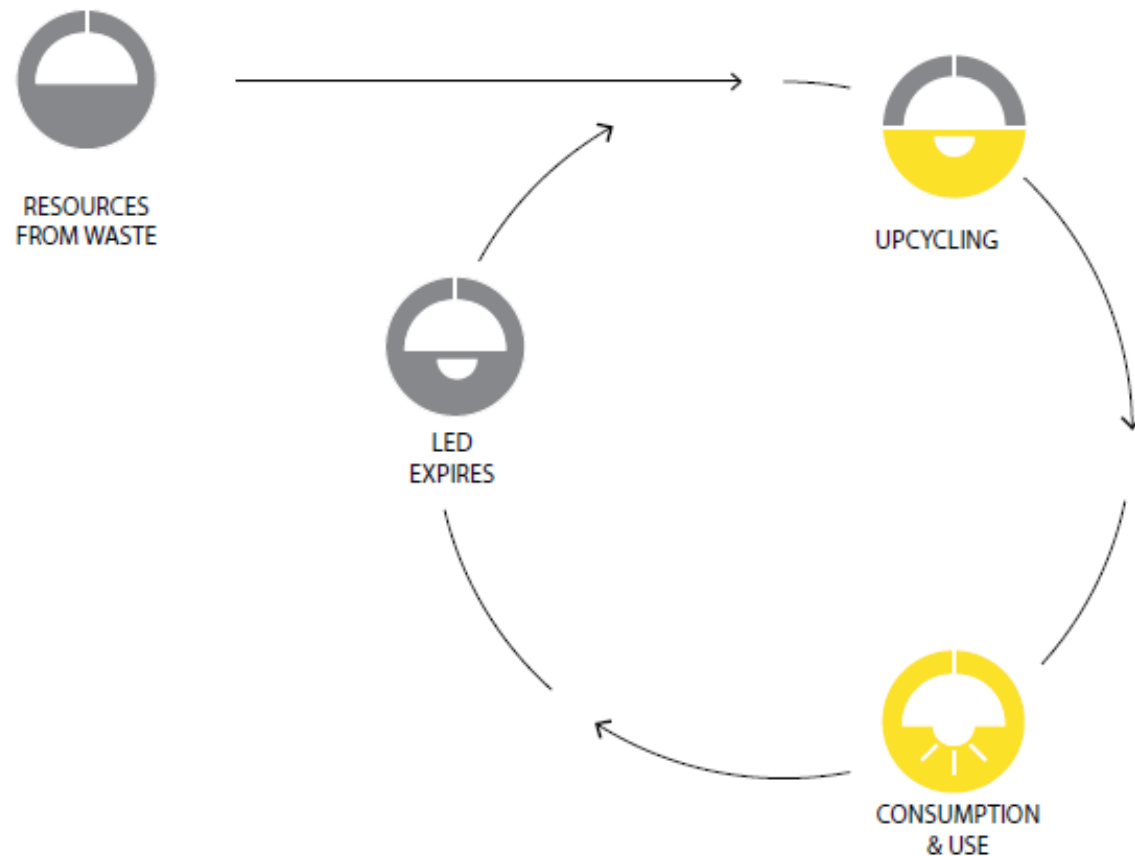 RESOURCES
FROM WASTE
UPCYCLING
LED
EXPIRES
CONSUMPTION
& USE